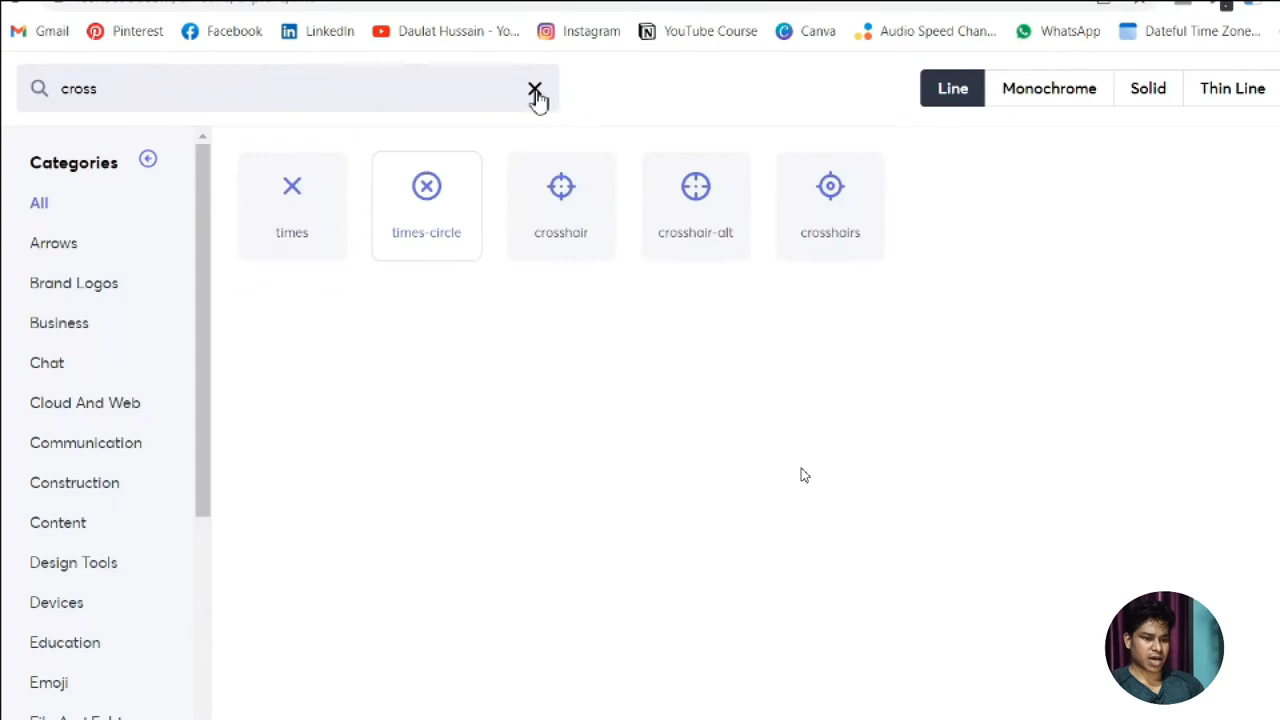 Gmail Pinterest Facebook LinkedIn Daulat Hussain - Yo... Instagram YouTube Course Canva Audio Speed Chan... WhatsApp Dateful Time Zone...
cross
Line Monochrome Solid Thin Line
Categories
All
Arrows
Brand Logos
Business
Chat
Cloud And Web
Communication
Construction
Content
Design Tools
Devices
Education
Emoji
times times-circle crosshair crosshair-alt crosshairs